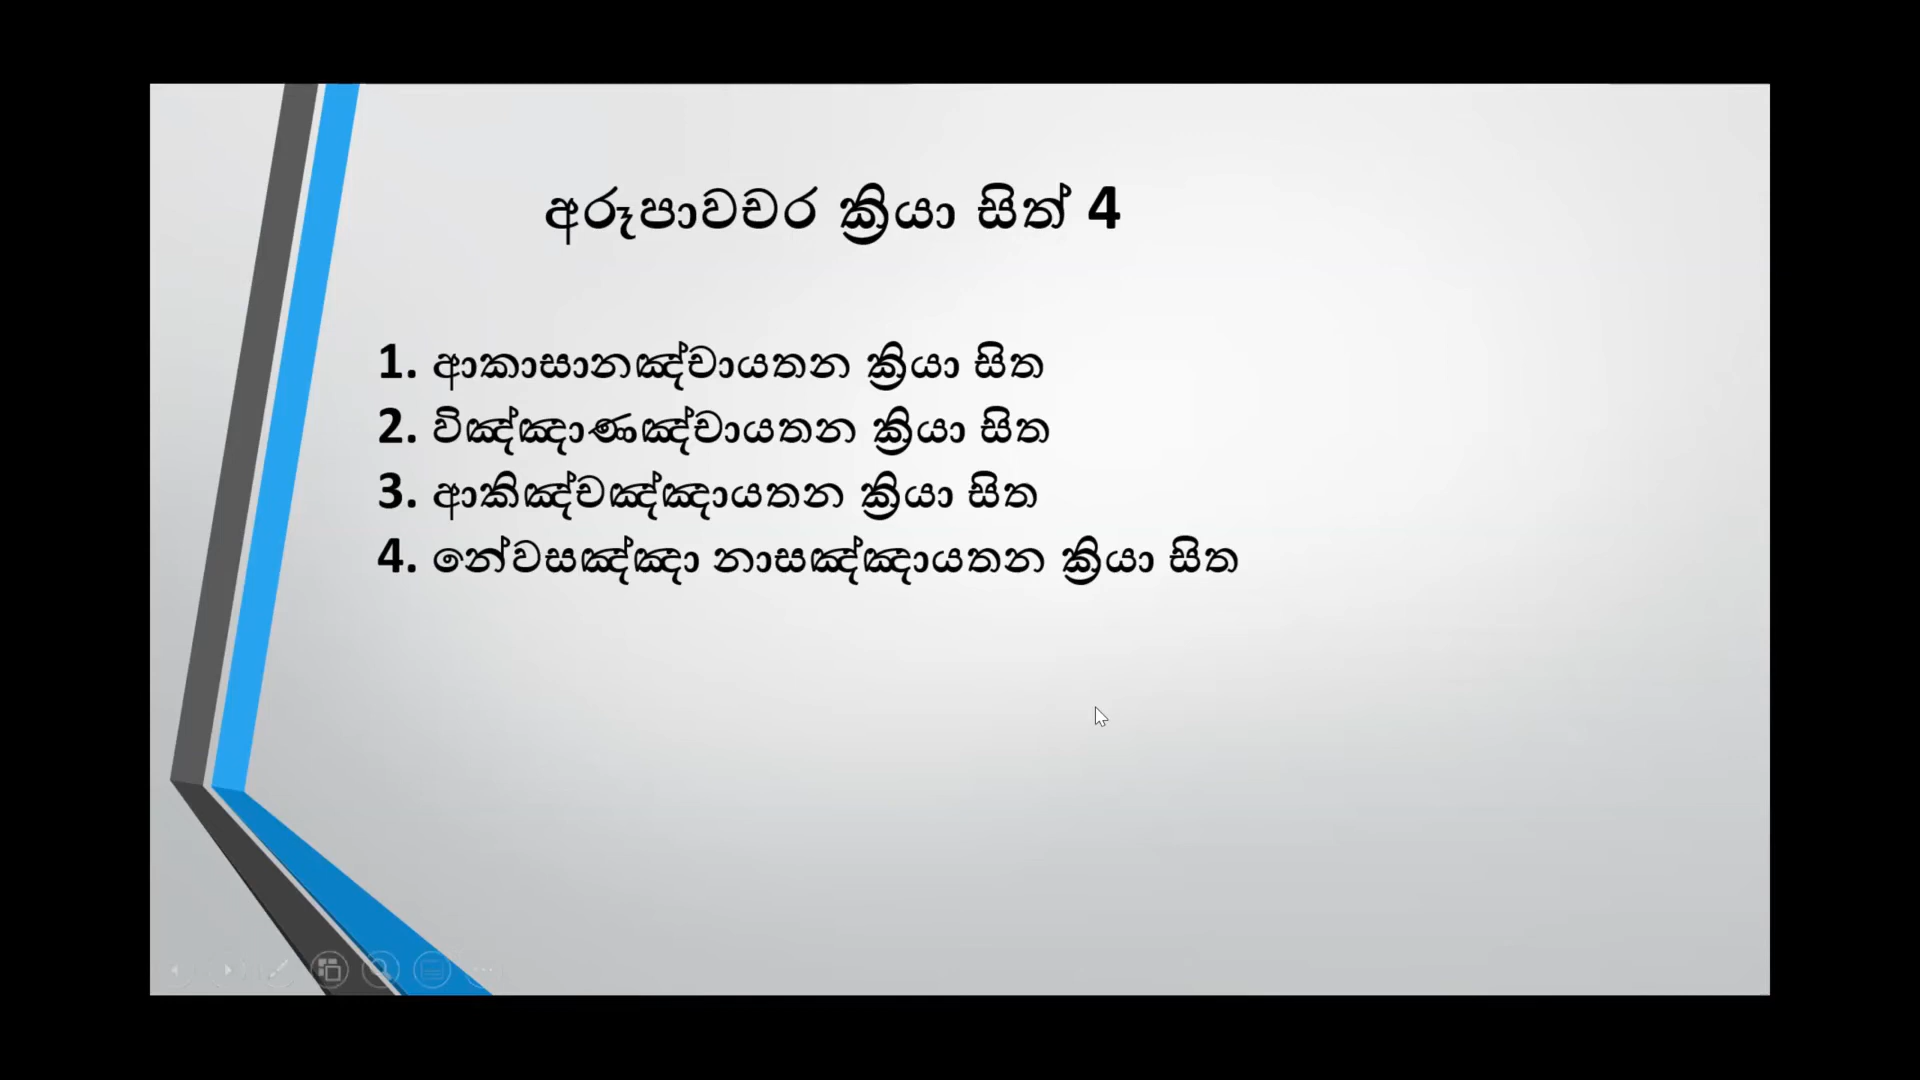 අරූපාවචර ක්‍රියා සිත් 4
1. ආකාසානඤ්චායතන ක්‍රියා සිත
2. විඤ්ඤාණඤ්චායතන ක්‍රියා සිත
3. ආකිඤ්චඤ්ඤායතන ක්‍රියා සිත
4. නේවසඤ්ඤා නාසඤ්ඤායතන ක්‍රියා සිත